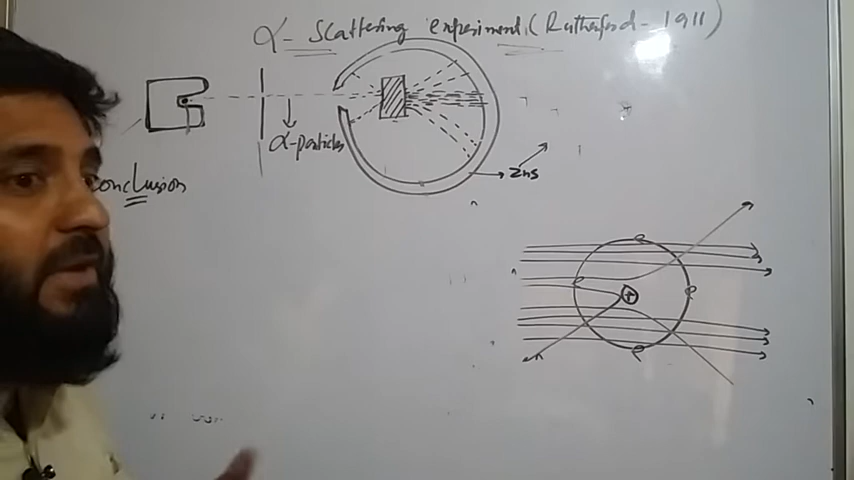 α- Scattering experiment (Rutherford - 1911)
α-particles
Zns
conclusion
+
e
e
e
e